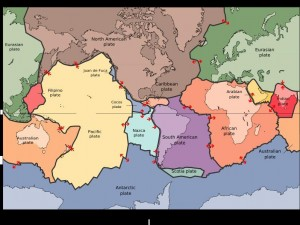 Eurasian
plate
North American
plate
Eurasian
plate
Juan de Fuca
plate
Filipino
plate
Caribbean
plate
Arabian
plate
Cocos
plate
Australian
plate
Pacific
plate
Nazca
plate
South American
plate
African
plate
Australian
plate
Scotia plate
Antarctic
plate